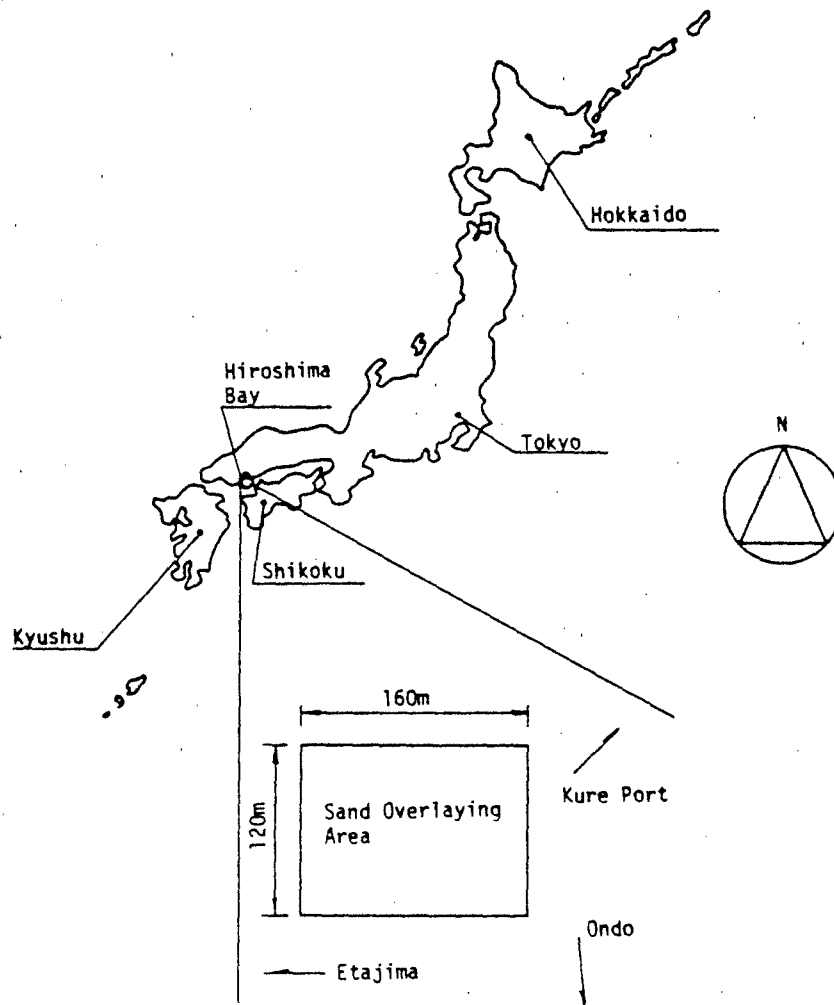 Hokkaido
Hiroshima
Bay
N
Tokyo
Shikoku
Kyushu
160m
Kure Port
120m
Sand Overlaying
Area
Ondo
Etajima